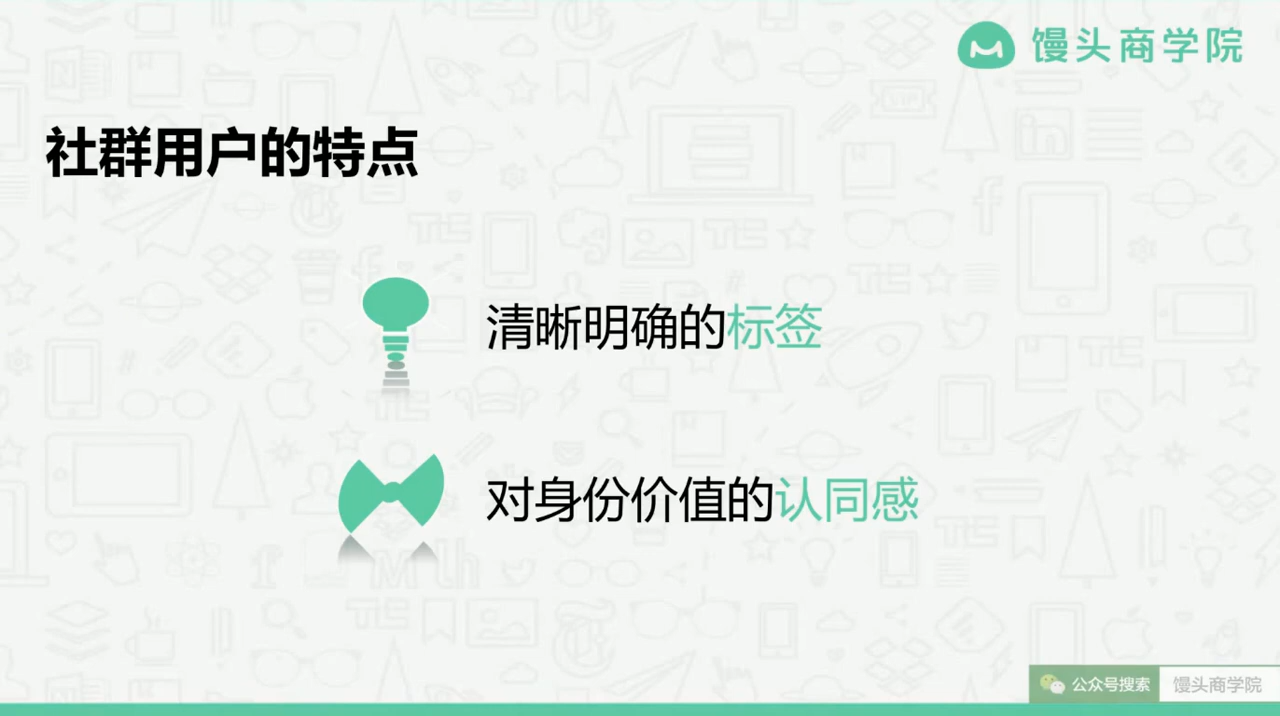 馒头商学院
社群用户的特点
清晰明确的标签
对身份价值的认同感
公众号搜索 馒头商学院